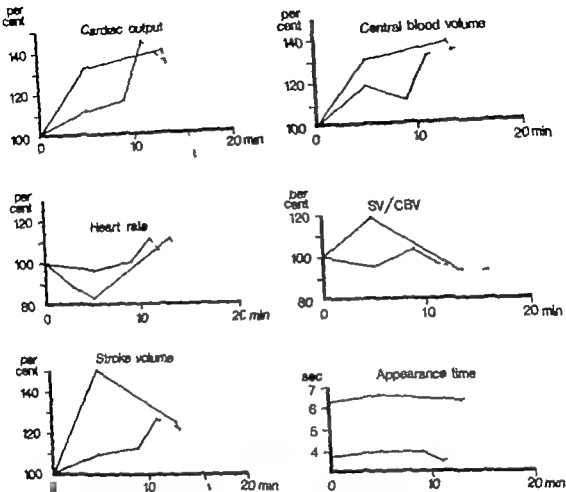 per
cent
Cardiac output
140
120
100
0
10
20 min
per
cent
Central blood volume
140
120
100
0
10
20 min
per
cent
Heart rate
120
100
80
0
10
20 min
per
cent
SV/CBV
120
100
80
0
10
20 min
per
cent
Stroke volume
140
120
100
10
20 min
sec
Appearance time
7
6
5
4
0
10
20 min